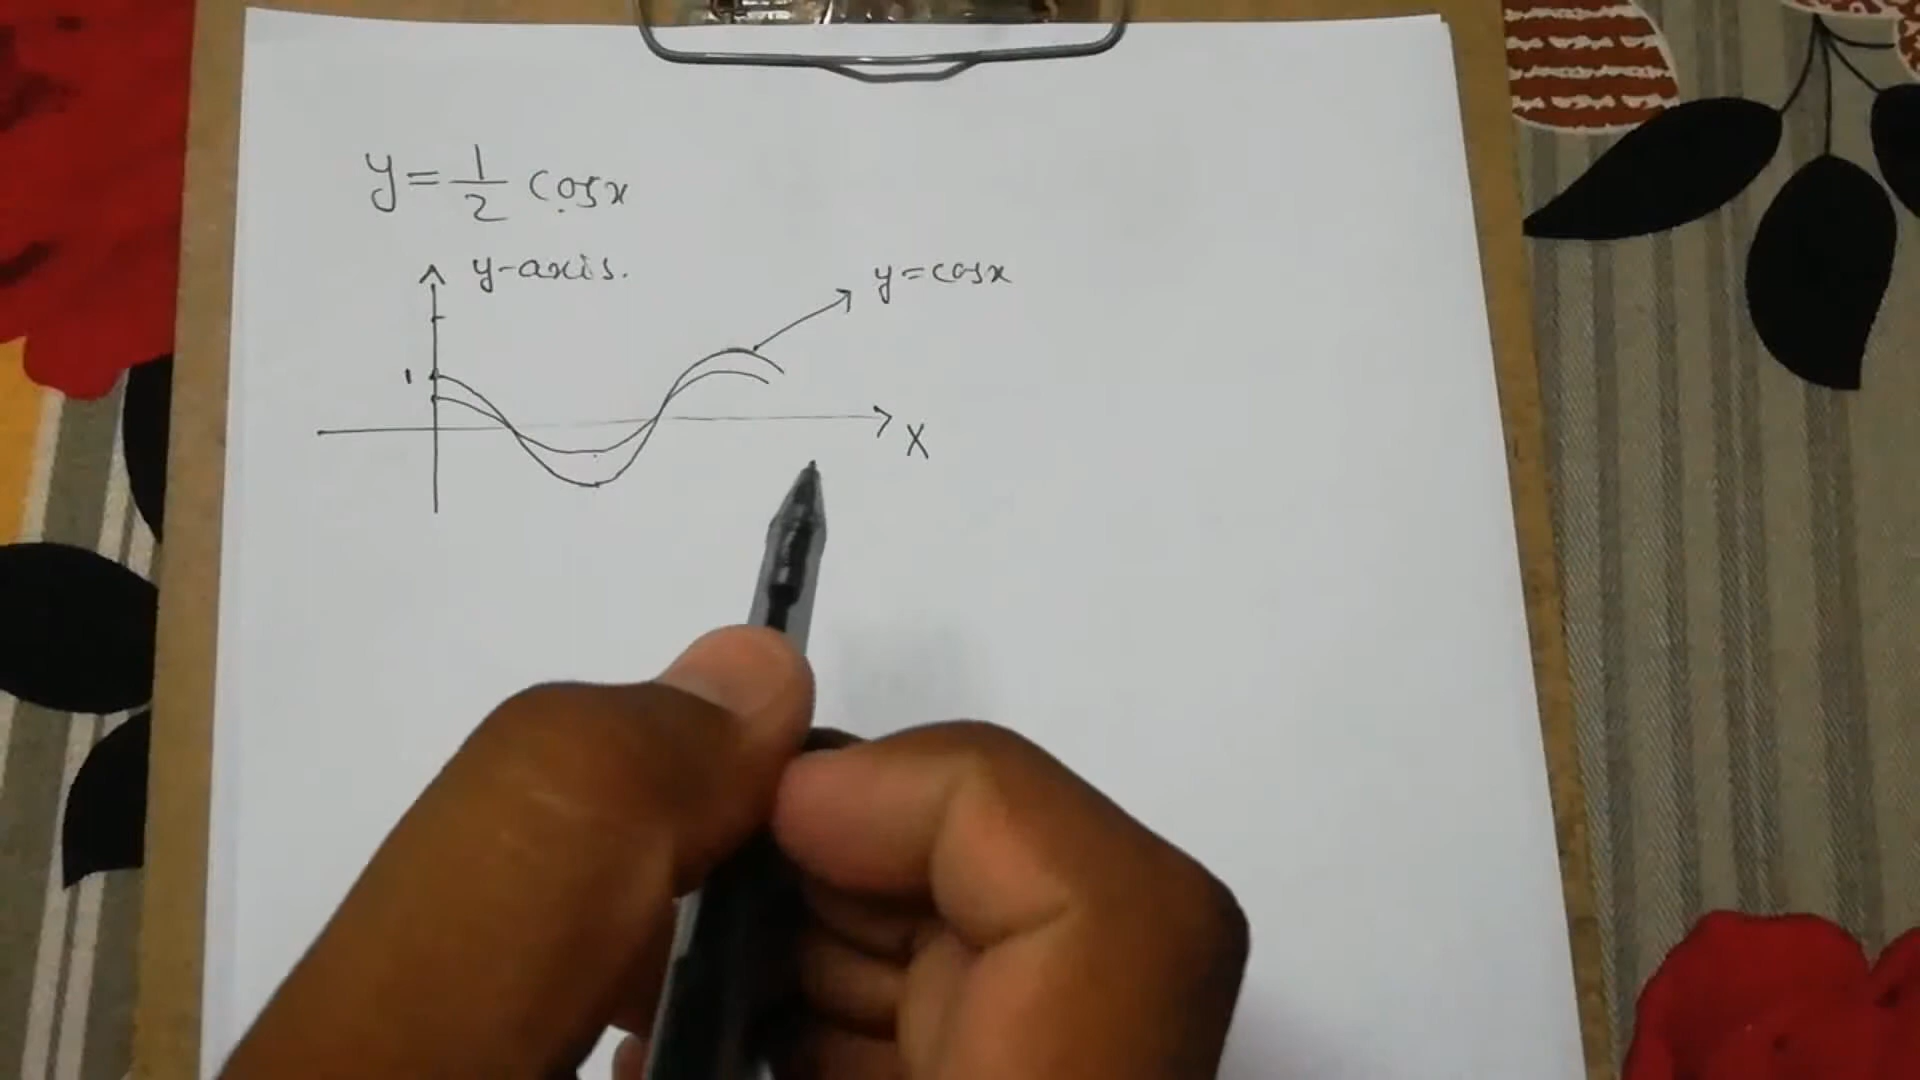 y = 1/2 cosx
y-axis.
y=cosx
1
X